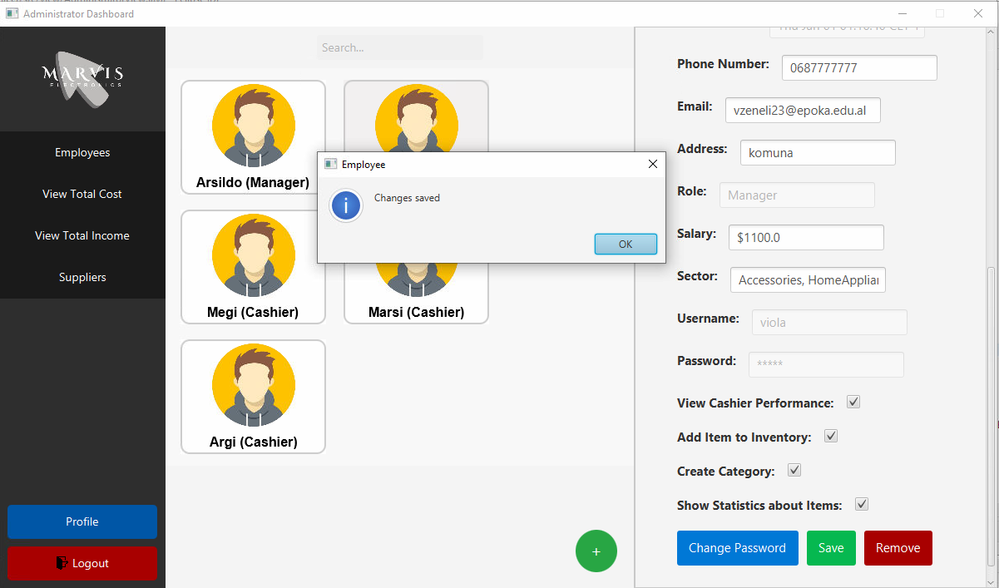 Administrator Dashboard
MARVIS
ELECTRONICS
Employees
View Total Cost
View Total Income
Suppliers
Profile
Logout
Search...
Arsildo (Manager)
Megi (Cashier)
Marsi (Cashier)
Argi (Cashier)
+
Employee
Changes saved
OK
Phone Number: 0687777777
Email: vzeneli23@epoka.edu.al
Address: komuna
Role: Manager
Salary: $1100.0
Sector: Accessories, HomeApplian
Username: viola
Password: *****
View Cashier Performance:
Add Item to Inventory:
Create Category:
Show Statistics about Items:
Change Password
Save
Remove